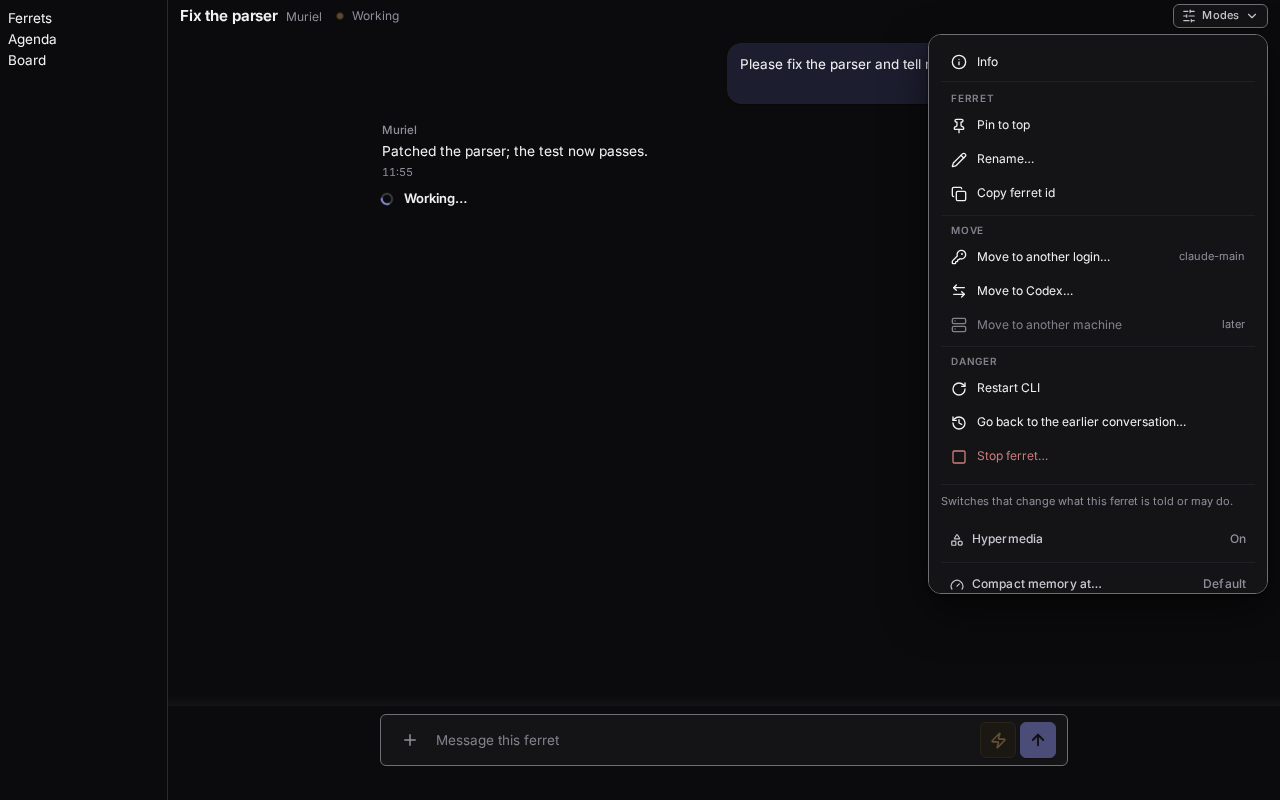 Ferrets
Agenda
Board
Fix the parser Muriel Working
Modes
Please fix the parser and tell
Muriel
Patched the parser; the test now passes.
11:55
Working...
Info
FERRET
Pin to top
Rename...
Copy ferret id
MOVE
Move to another login... claude-main
Move to Codex...
Move to another machine later
DANGER
Restart CLI
Go back to the earlier conversation...
Stop ferret...
Switches that change what this ferret is told or may do.
Hypermedia On
Compact memory at... Default
Message this ferret